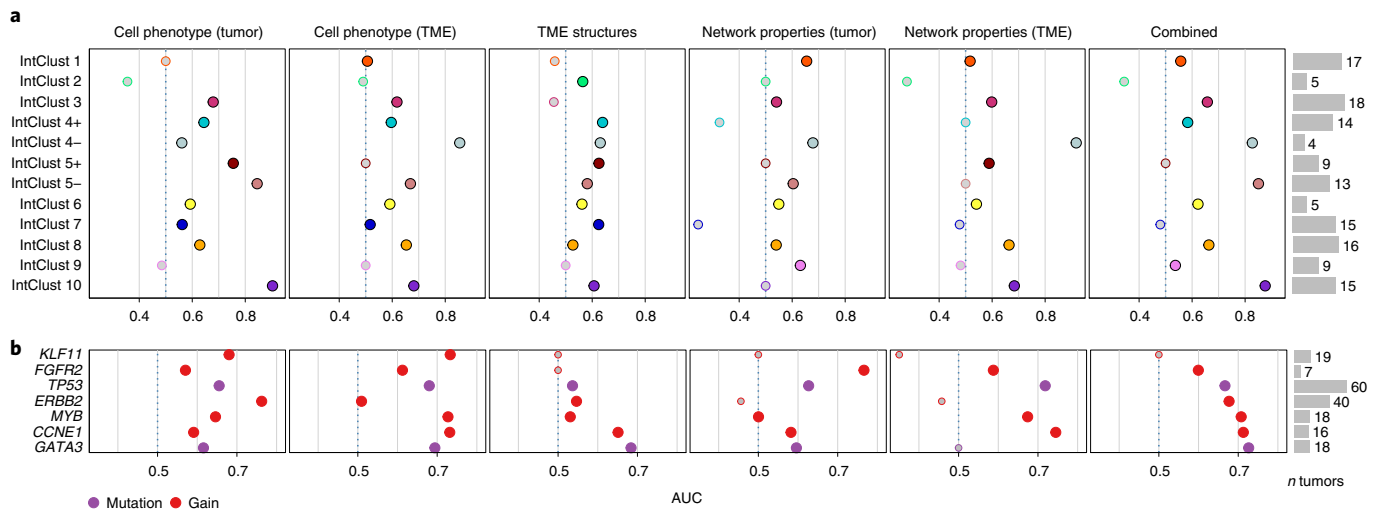 a
Cell phenotype (tumor) Cell phenotype (TME) TME structures Network properties (tumor) Network properties (TME) Combined
IntClust 1 17
IntClust 2 5
IntClust 3 18
IntClust 4+ 14
IntClust 4− 4
IntClust 5+ 9
IntClust 5− 13
IntClust 6 5
IntClust 7 15
IntClust 8 16
IntClust 9 9
IntClust 10 15
0.4 0.6 0.8 0.4 0.6 0.8 0.4 0.6 0.8 0.4 0.6 0.8 0.4 0.6 0.8 0.4 0.6 0.8
b
KLF11 19
FGFR2 7
TP53 60
ERBB2 40
MYB 18
CCNE1 16
GATA3 18
0.5 0.7 0.5 0.7 0.5 0.7 0.5 0.7 0.5 0.7 0.5 0.7
n tumors
Mutation Gain AUC